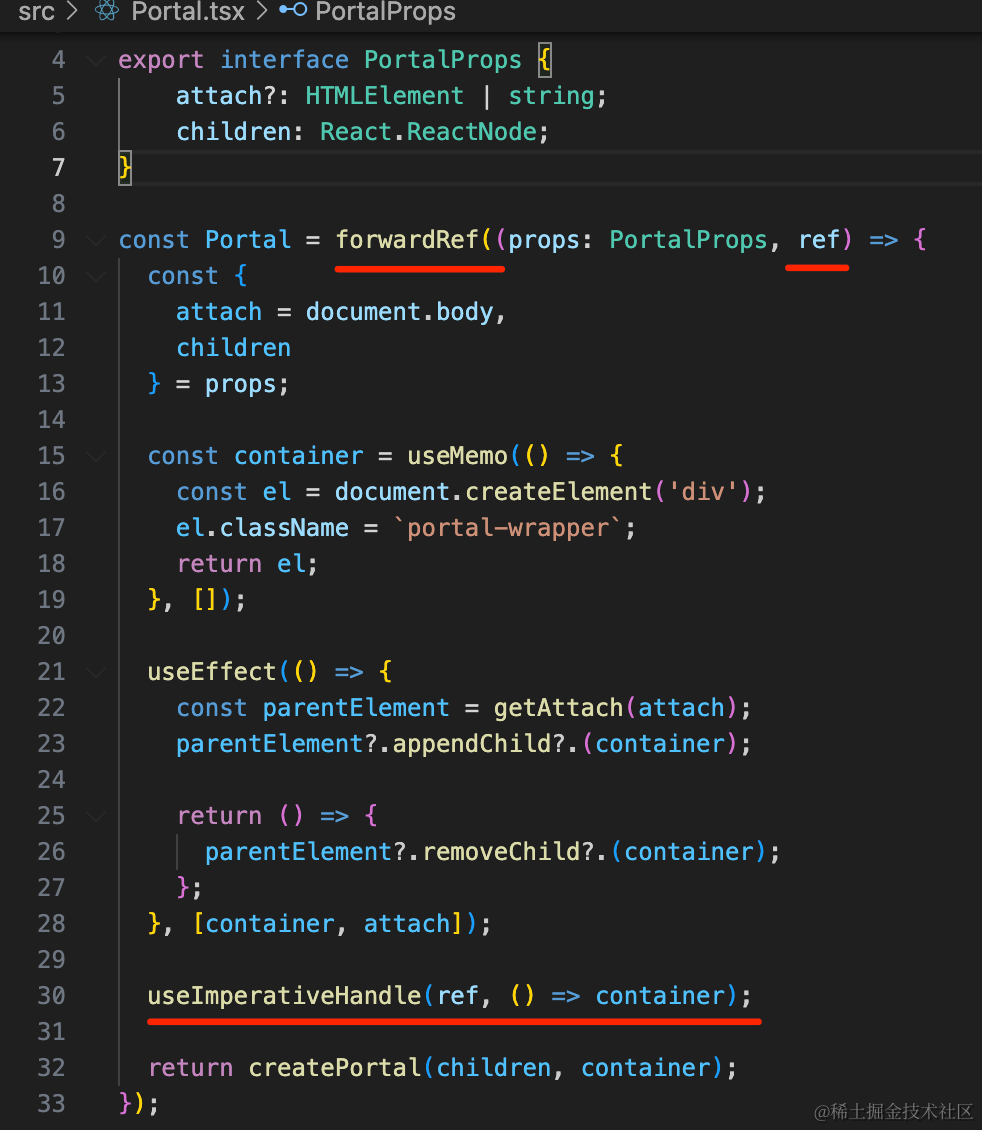 src > Portal.tsx > PortalProps
4 export interface PortalProps {
5 attach?: HTMLElement | string;
6 children: React.ReactNode;
7 }
8
9 const Portal = forwardRef((props: PortalProps, ref) => {
10 const {
11 attach = document.body,
12 children
13 } = props;
14
15 const container = useMemo(() => {
16 const el = document.createElement('div');
17 el.className = `portal-wrapper`;
18 return el;
19 }, []);
20
21 useEffect(() => {
22 const parentElement = getAttach(attach);
23 parentElement?.appendChild?.(container);
24
25 return () => {
26 parentElement?.removeChild?.(container);
27 };
28 }, [container, attach]);
29
30 useImperativeHandle(ref, () => container);
31
32 return createPortal(children, container);
33 });
@稀土掘金技术社区